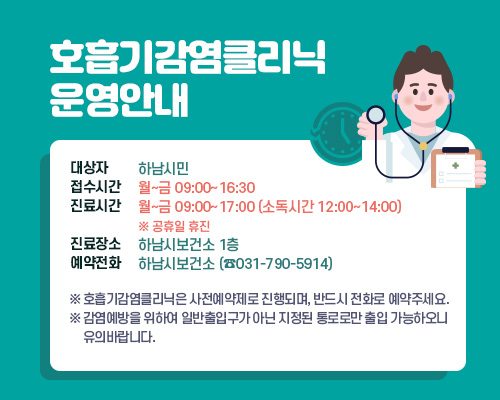 호흡기감염클리닉
운영안내
대상자 하남시민
접수시간 월~금 09:00~16:30
진료시간 월~금 09:00~17:00 (소독시간 12:00~14:00)
※ 공휴일 휴진
진료장소 하남시보건소 1층
예약전화 하남시보건소 (☎031-790-5914)
※ 호흡기감염클리닉은 사전예약제로 진행되며, 반드시 전화로 예약주세요.
※ 감염예방을 위하여 일반출입구가 아닌 지정된 통로로만 출입 가능하오니
유의바랍니다.